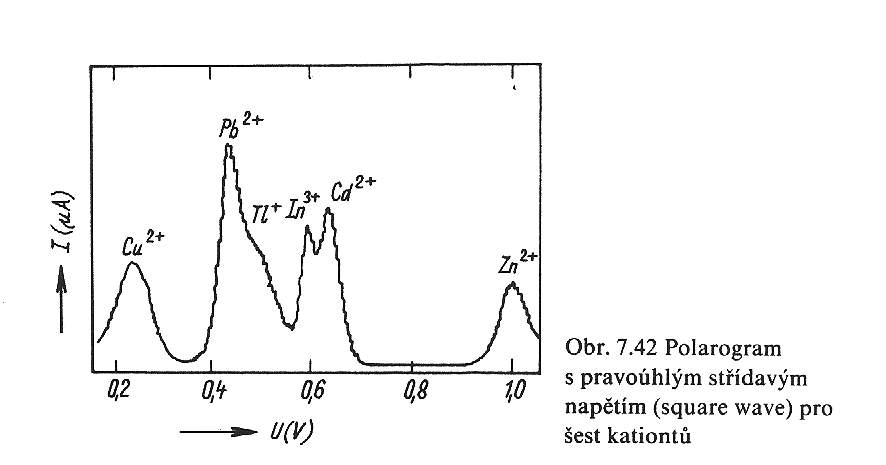 Pb²⁺
Tl⁺ In³⁺ Cd²⁺
Cu²⁺
Zn²⁺
I (μA)
0,2 0,4 0,6 0,8 1,0
U(V)
Obr. 7.42 Polarogram
s pravoúhlým střídavým
napětím (square wave) pro
šest kationtů